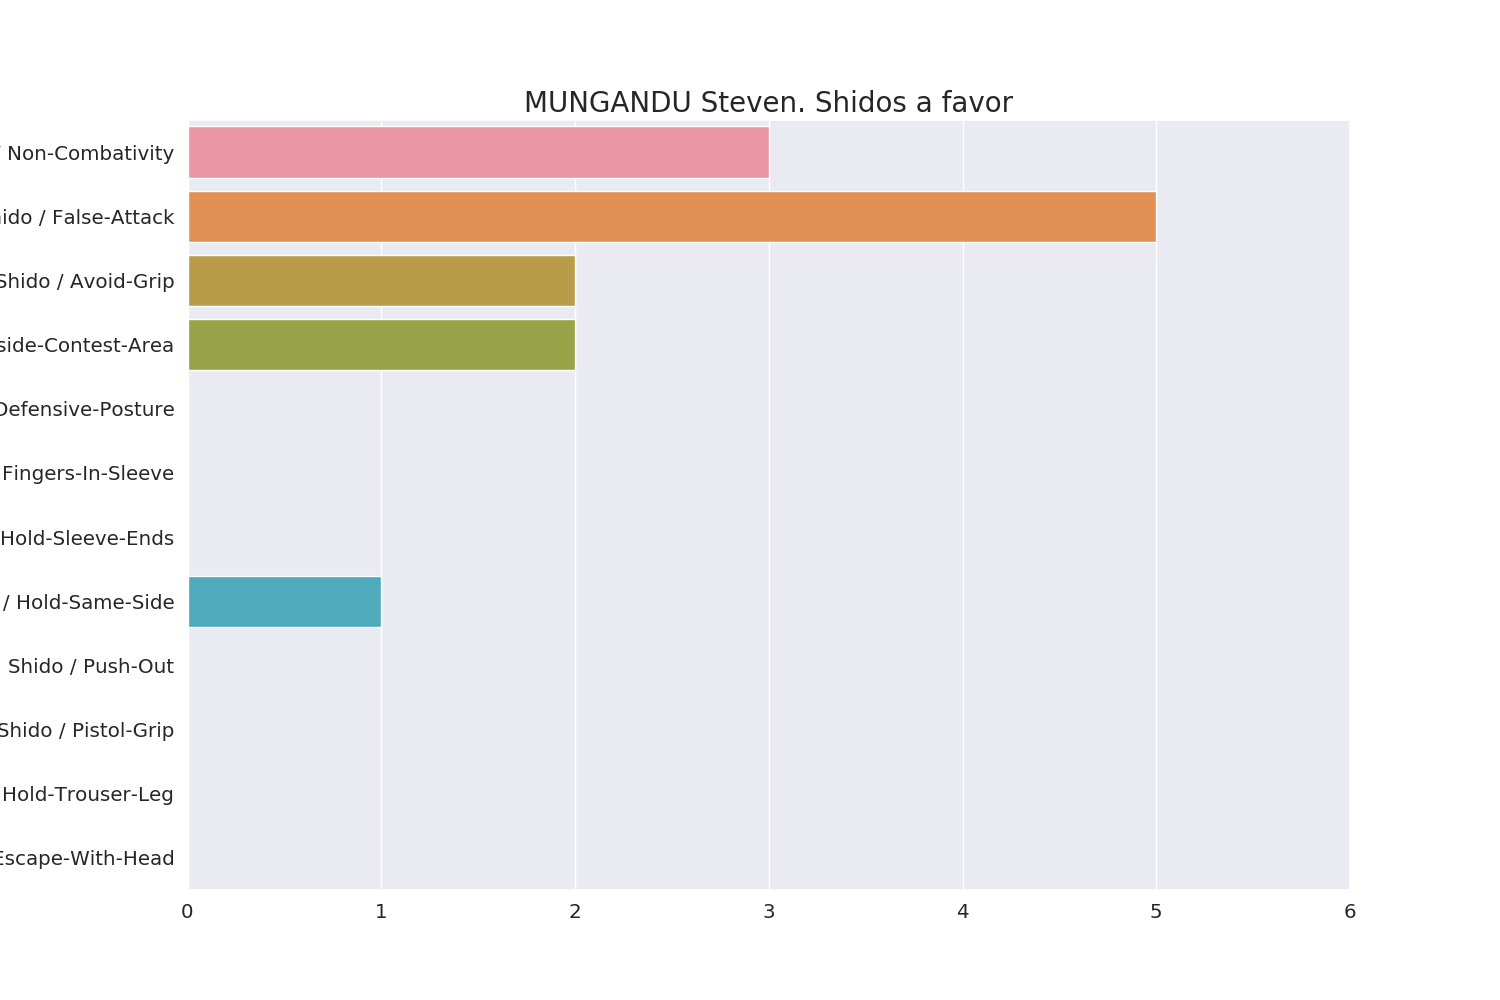 MUNGANDU Steven. Shidos a favor
/ Non-Combativity
/ False-Attack
Shido / Avoid-Grip
side-Contest-Area
Defensive-Posture
Fingers-In-Sleeve
Hold-Sleeve-Ends
/ Hold-Same-Side
Shido / Push-Out
Shido / Pistol-Grip
Hold-Trouser-Leg
Escape-With-Head
0 1 2 3 4 5 6